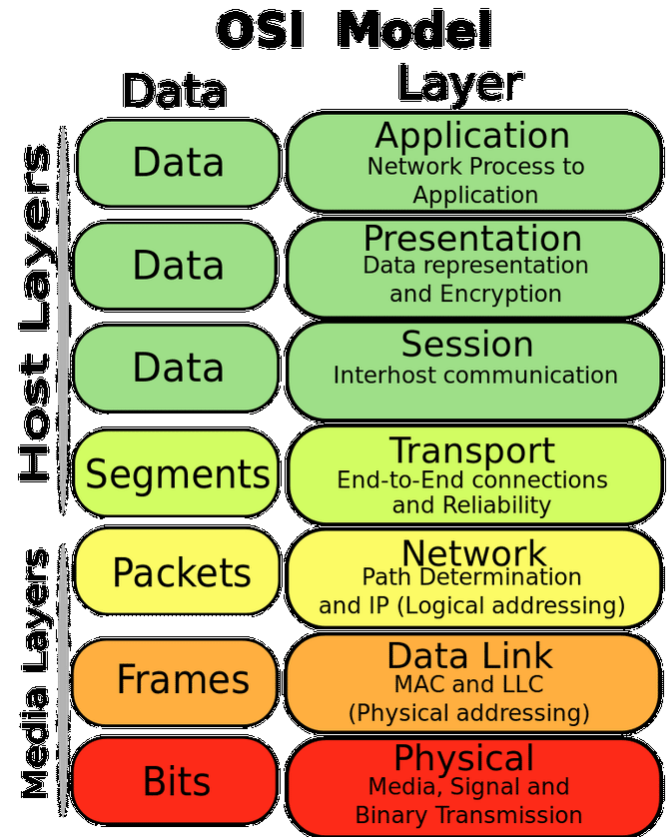 OSI Model
Data
Layer
Host Layers
Data
Application
Network Process to
Application
Data
Presentation
Data representation
and Encryption
Data
Session
Interhost communication
Segments
Transport
End-to-End connections
and Reliability
Media Layers
Packets
Network
Path Determination
and IP (Logical addressing)
Frames
Data Link
MAC and LLC
(Physical addressing)
Bits
Physical
Media, Signal and
Binary Transmission